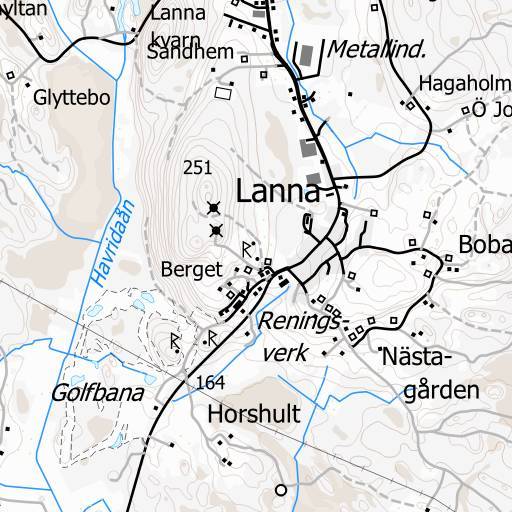 yltan
Lanna
kvarn
Sandhem
Metallind.
Glyttebo
Hagaholm
Ö Jo
251
Lanna
Havridaån
Boba
Berget
Renings-
verk
Nästa-
gården
164
Golfbana
Horshult
R
R
R